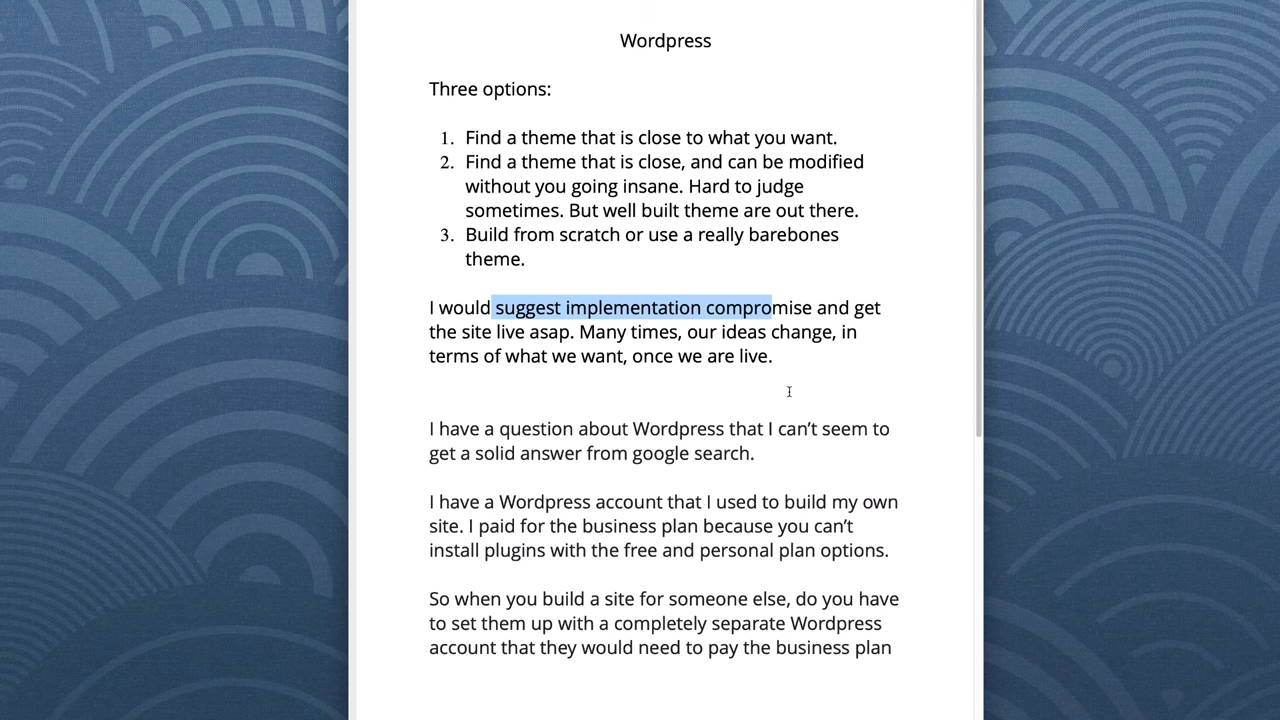 Wordpress
Three options:
1. Find a theme that is close to what you want.
2. Find a theme that is close, and can be modified
without you going insane. Hard to judge
sometimes. But well built theme are out there.
3. Build from scratch or use a really barebones
theme.
I would suggest implementation compromise and get
the site live asap. Many times, our ideas change, in
terms of what we want, once we are live.
I have a question about Wordpress that I can’t seem to
get a solid answer from google search.
I have a Wordpress account that I used to build my own
site. I paid for the business plan because you can’t
install plugins with the free and personal plan options.
So when you build a site for someone else, do you have
to set them up with a completely separate Wordpress
account that they would need to pay the business plan